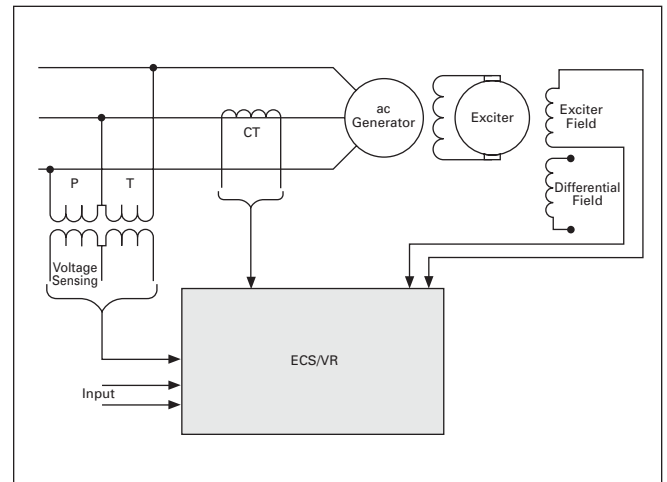 ac
Generator
Exciter
Exciter
Field
CT
P T
Differential
Field
Voltage
Sensing
ECS/VR
Input